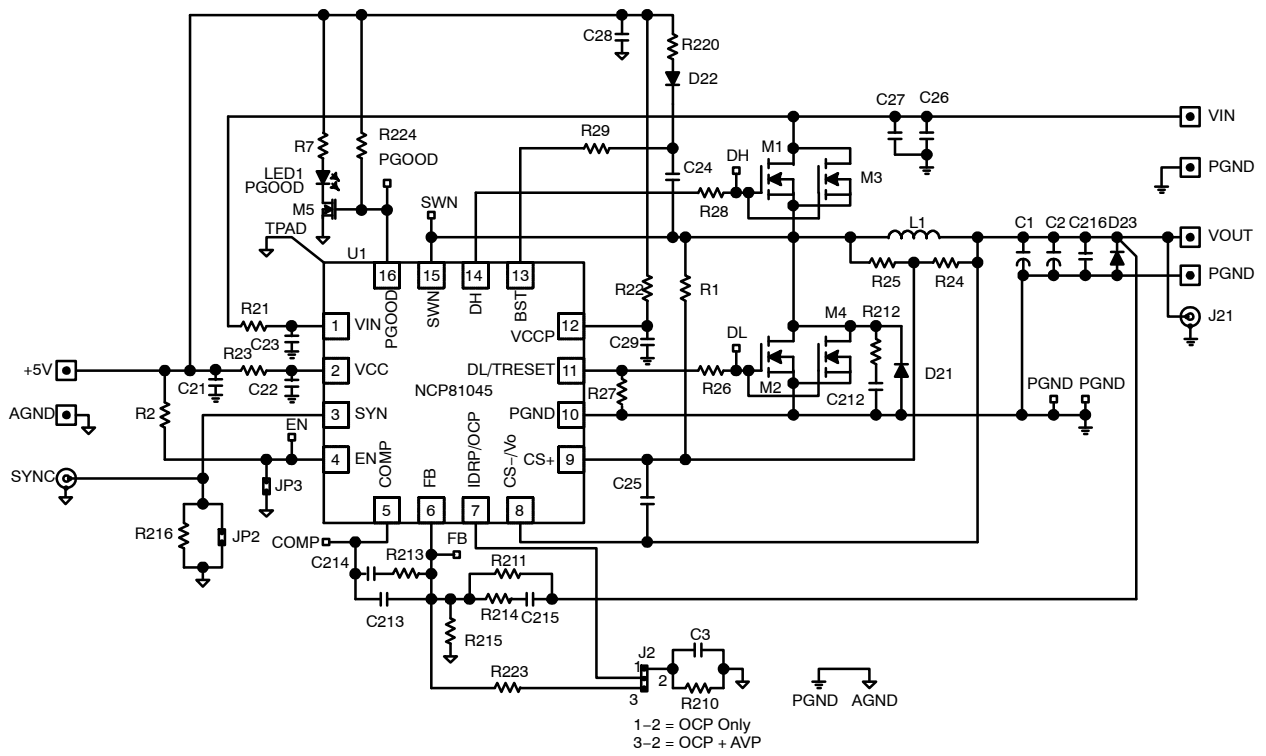 C28
R220
D22
C27 C26
VIN
R7
R224
PGOOD
R29
C24
DH
M1
M3
PGND
LED1
PGOOD
M5
SWN
R28
TPAD
U1
L1
C1 C2 C216 D23
VOUT
16 15 14 13
PGOOD
SWN
DH
BST
R22
R1
R25 R24
PGND
R21
1 VIN
C23
VCCP 12
C29
M4
R212
J21
DL
+5V
R23
C21
C22
2 VCC
DL/TRESET 11
NCP81045
R27
R26
M2
C212
D21
PGND PGND
AGND
R2
3 SYN
PGND 10
EN
4 EN
CS+ 9
SYNC
JP3
COMP
FB
IDRP/OCP
CS−/Vo
C25
5 6 7 8
R216
JP2
COMP
FB
C214
R213
R211
C213
R214 C215
R215
R223
J2
1
2
3
C3
R210
PGND AGND
1−2 = OCP Only
3−2 = OCP + AVP